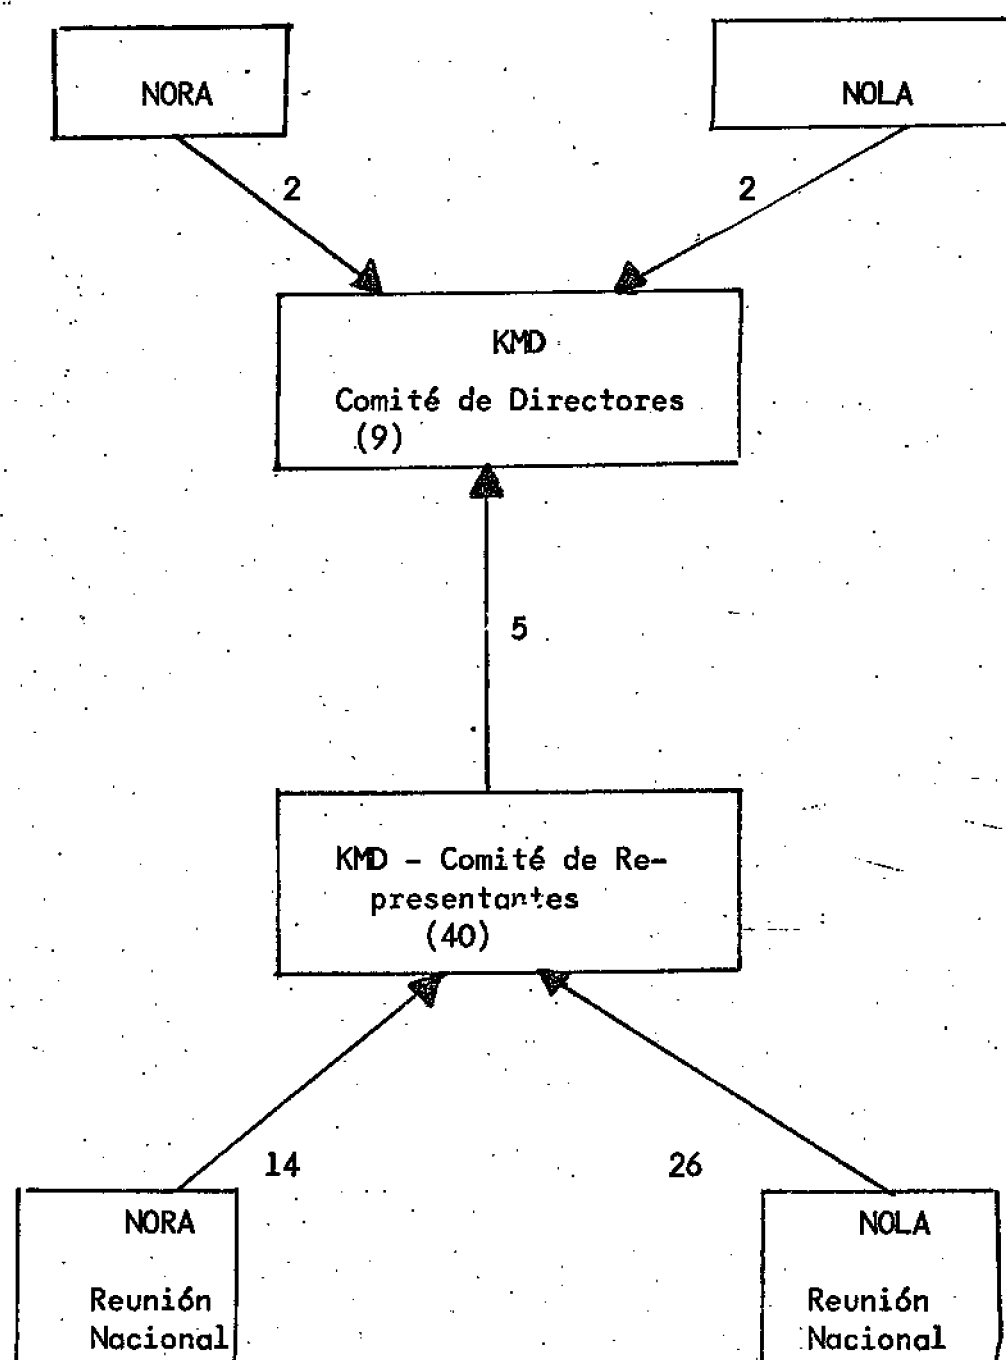 NORA
NOLA
2
2
KMD
Comité de Directores
(9)
5
KMD - Comité de Re-
presentantes
(40)
14
26
NORA
NOLA
Reunión
Nacional
Reunión
Nacional